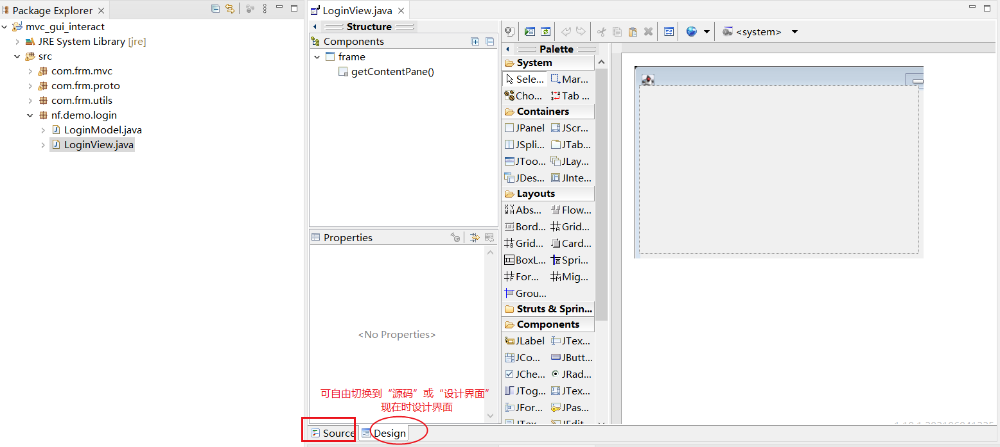 Package Explorer
mvc_gui_interact
JRE System Library [jre]
src
com.frm.mvc
com.frm.proto
com.frm.utils
nf.demo.login
LoginModel.java
LoginView.java
LoginView.java
Structure
Components
frame
getContentPane()
Properties
<No Properties>
可自由切换到“源码”或“设计界面”
现在时设计界面
Source
Design
<system>
Palette
System
Sele... Mar...
Cho... Tab ...
Containers
JPanel JScr...
JSpli... JTab...
JToo... JLay...
JDes... JInte...
Layouts
Abs... Flow...
Bord... Grid...
Grid... Card...
BoxL... Spri...
For... Mig...
Grou...
Struts & Sprin...
Components
JLabel JTex...
JCo... JButt...
JChe... JRad...
JTog... JTex...
JFor... JPas...
JTex... JEdit